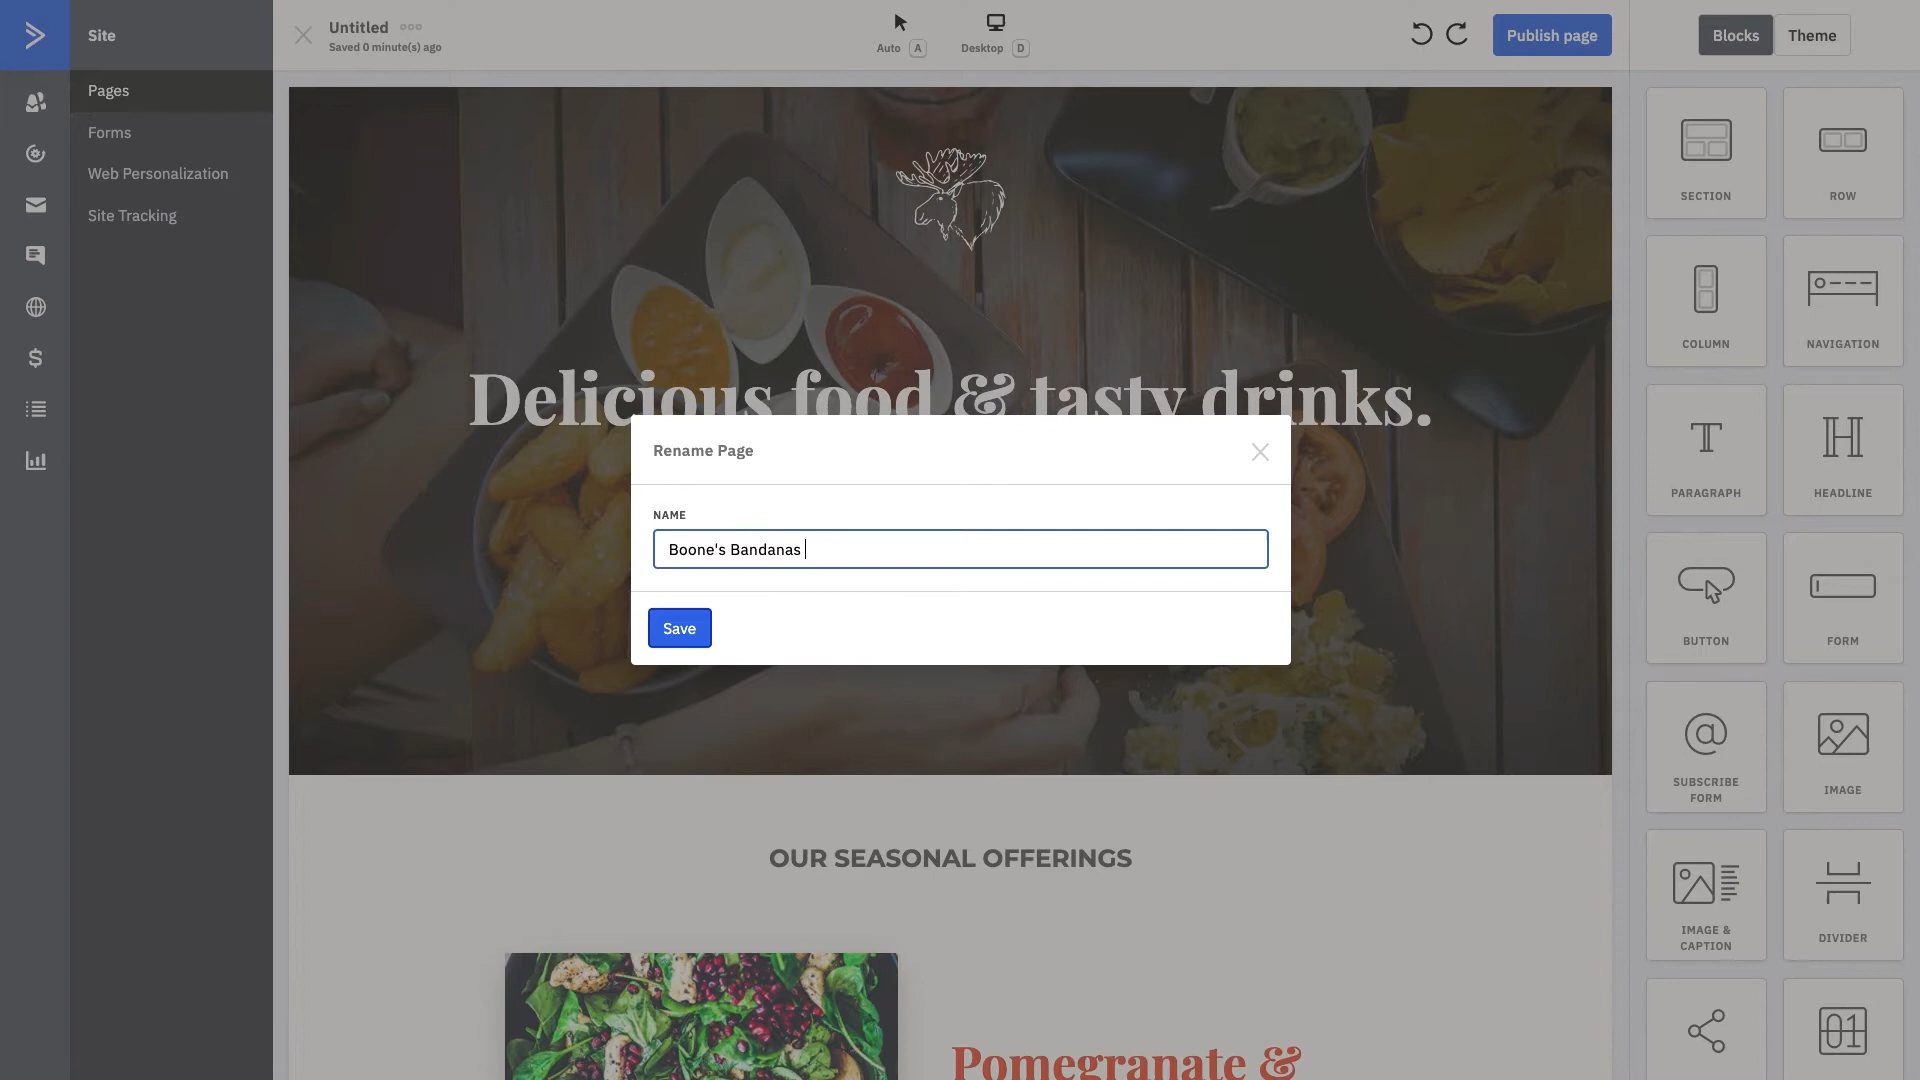 Site
Pages
Forms
Web Personalization
Site Tracking
Untitled
Saved 0 minute(s) ago
Auto A
Desktop D
Publish page
Blocks
Theme
Delicious food & tasty drinks.
Rename Page
NAME
Boone's Bandanas
Save
OUR SEASONAL OFFERINGS
Pomegranate &
SECTION
ROW
COLUMN
NAVIGATION
T
H
PARAGRAPH
HEADLINE
BUTTON
FORM
@
SUBSCRIBE
FORM
IMAGE
IMAGE &
CAPTION
DIVIDER
01